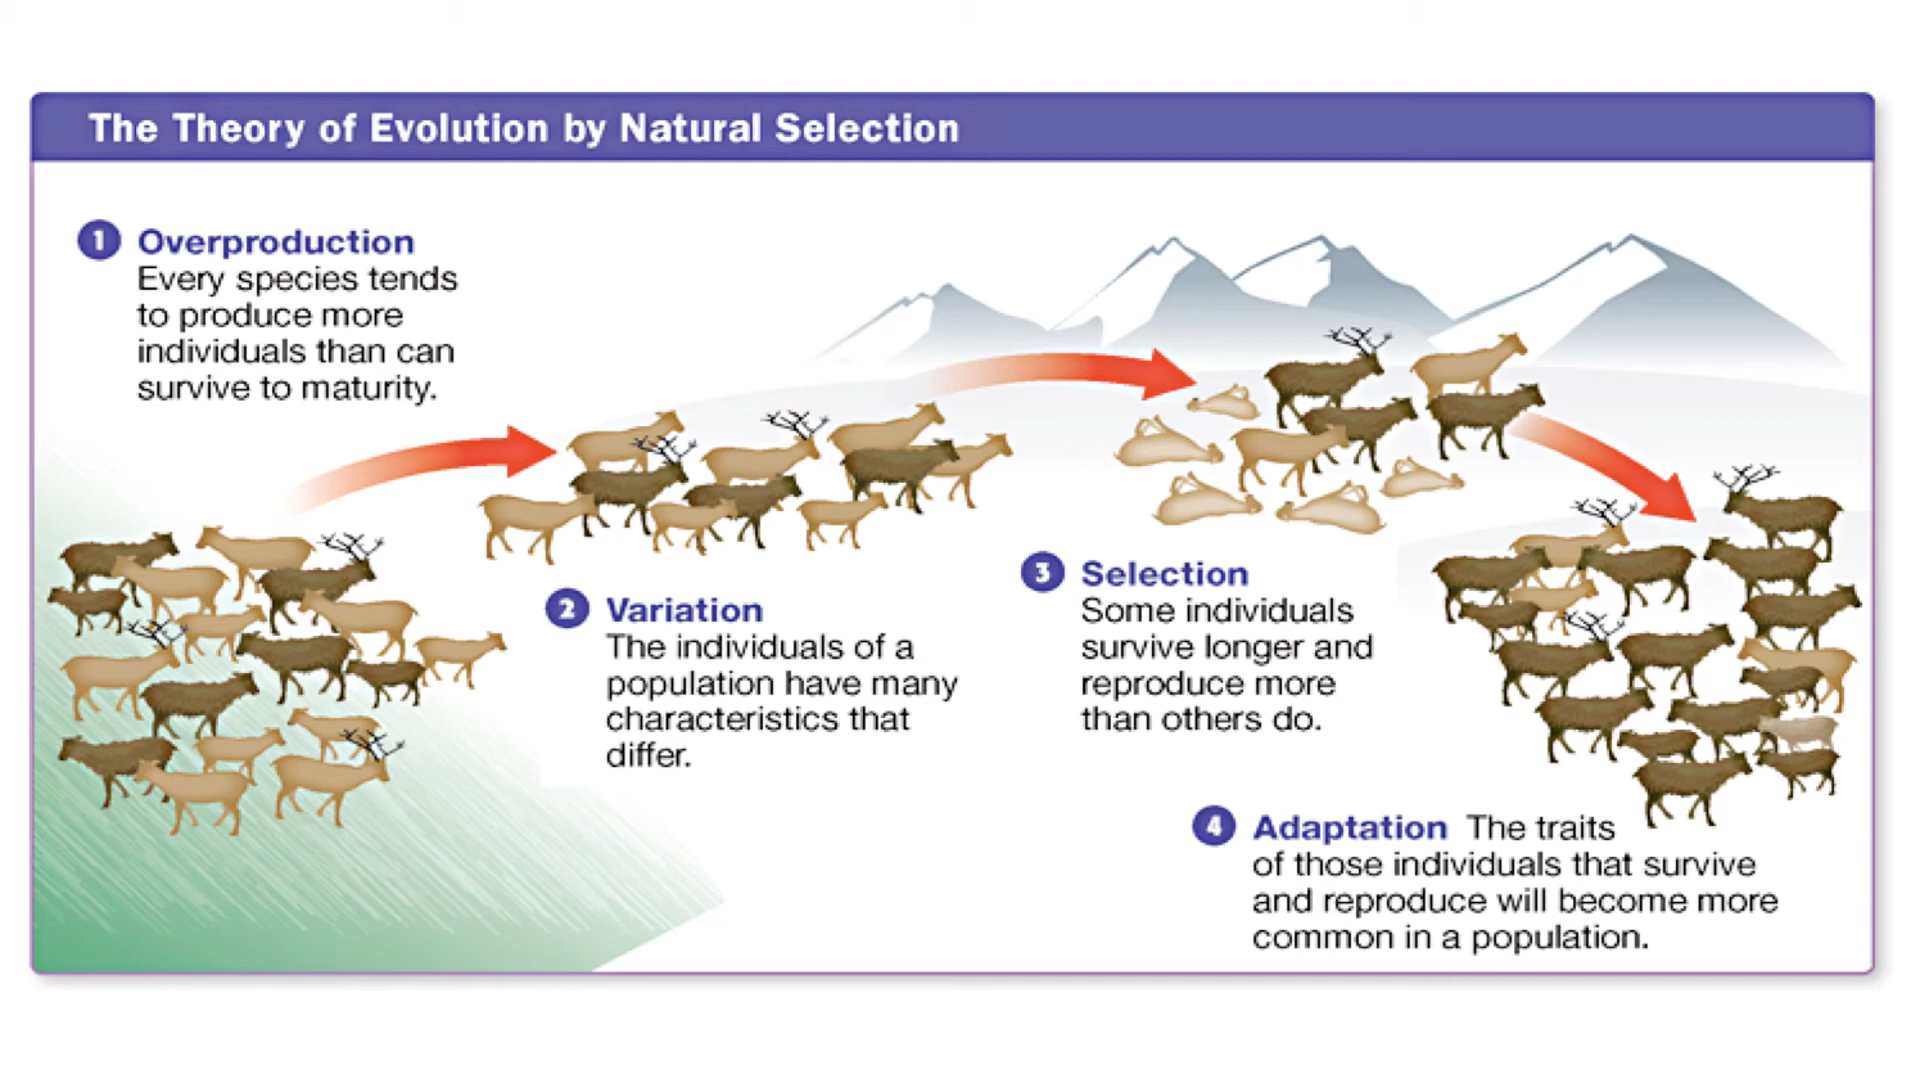 The Theory of Evolution by Natural Selection
1 Overproduction
Every species tends
to produce more
individuals than can
survive to maturity.
2 Variation
The individuals of a
population have many
characteristics that
differ.
3 Selection
Some individuals
survive longer and
reproduce more
than others do.
4 Adaptation The traits
of those individuals that survive
and reproduce will become more
common in a population.